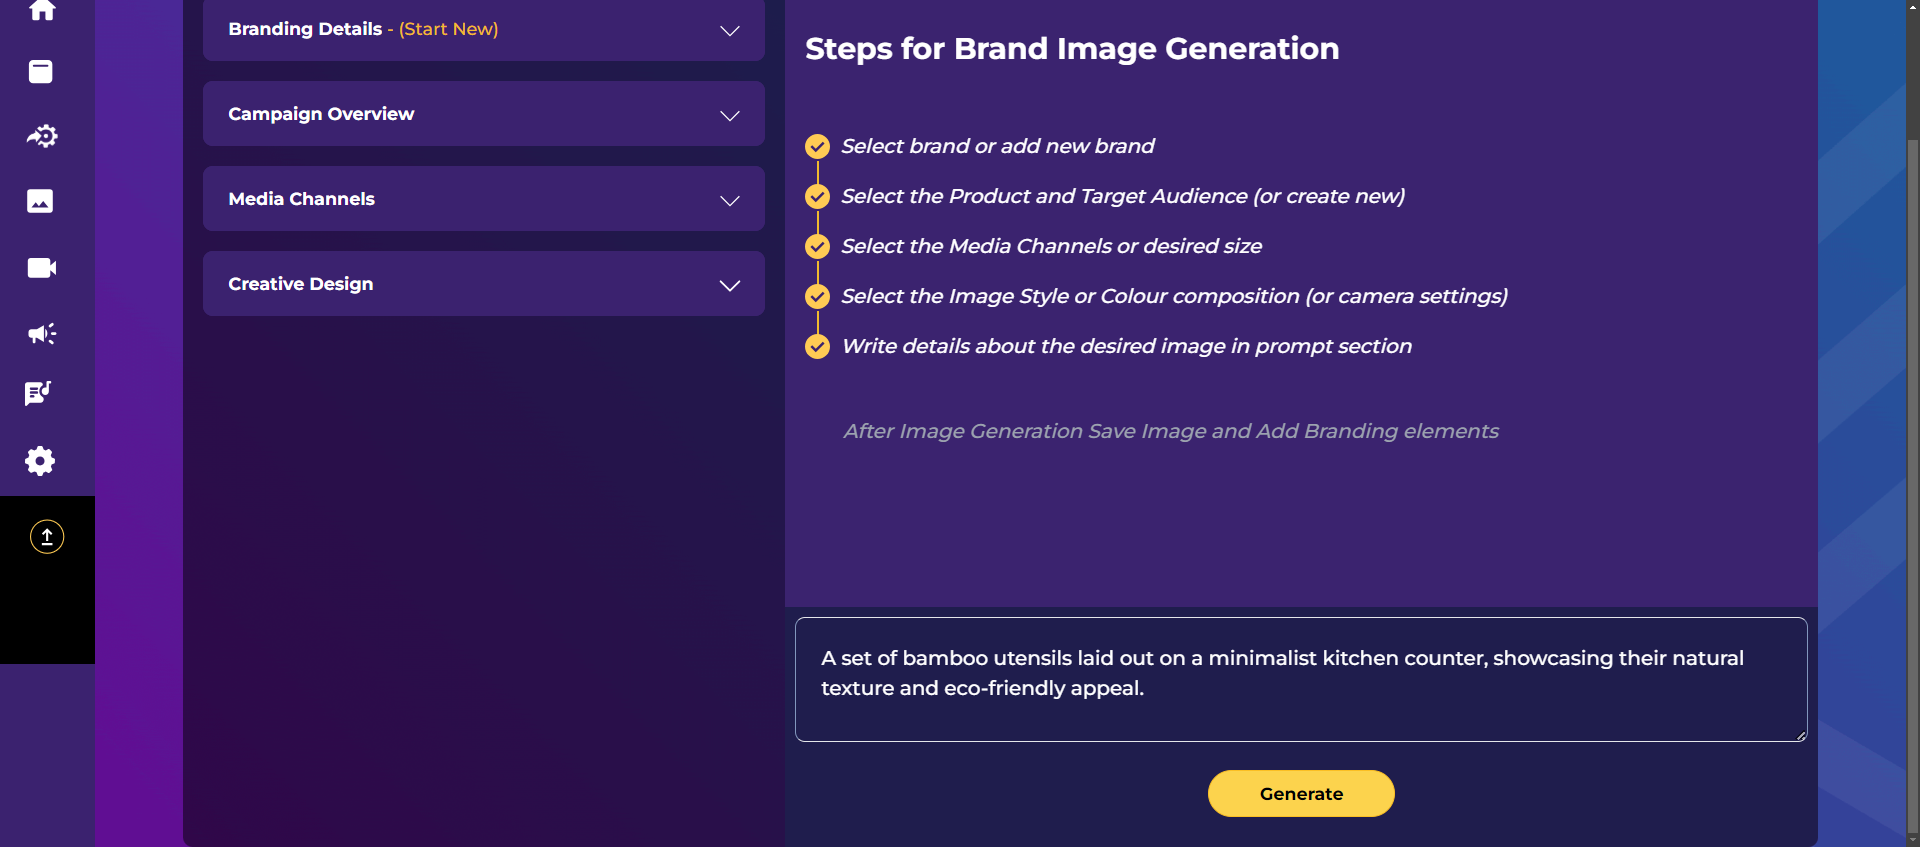 Branding Details - (Start New)
Campaign Overview
Media Channels
Creative Design
Steps for Brand Image Generation
Select brand or add new brand
Select the Product and Target Audience (or create new)
Select the Media Channels or desired size
Select the Image Style or Colour composition (or camera settings)
Write details about the desired image in prompt section
After Image Generation Save Image and Add Branding elements
A set of bamboo utensils laid out on a minimalist kitchen counter, showcasing their natural
texture and eco-friendly appeal.
Generate